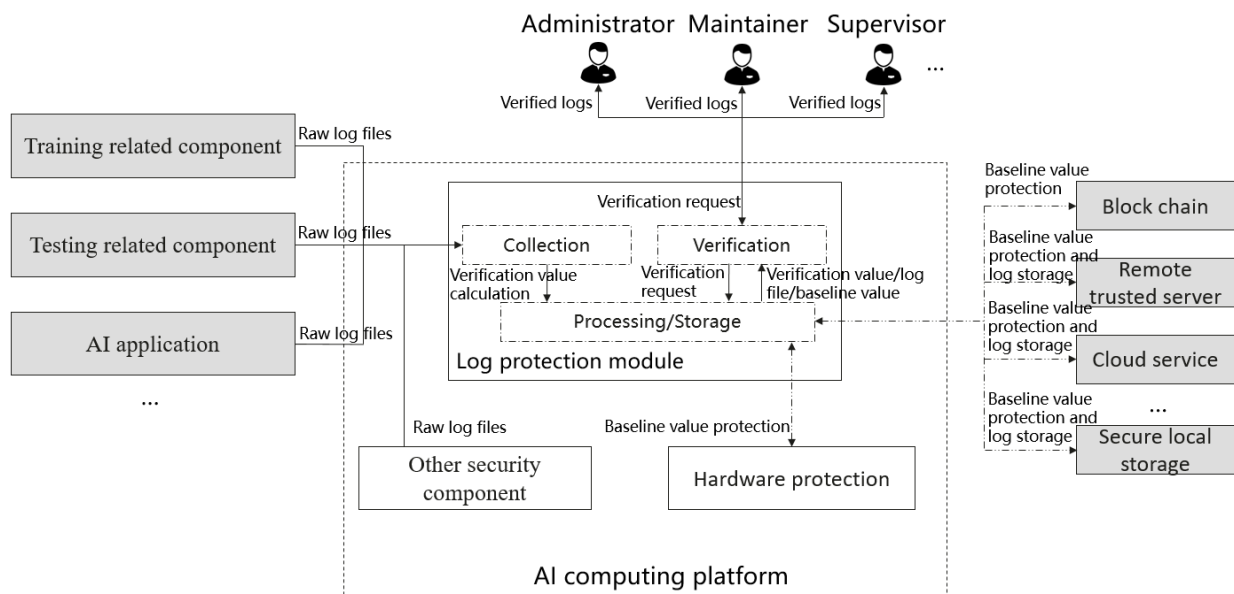 Administrator
Maintainer
Supervisor
...
Verified logs
Verified logs
Verified logs
Training related component
Raw log files
Testing related component
Raw log files
AI application
Raw log files
...
Verification request
Collection
Verification
Verification value
calculation
Verification
request
Verification value/log
file/baseline value
Processing/Storage
Log protection module
Raw log files
Other security
component
Baseline value protection
Hardware protection
AI computing platform
Baseline value
protection
Block chain
Baseline value
protection and
log storage
Remote
trusted server
Baseline value
protection and
log storage
Cloud service
...
Baseline value
protection and
log storage
Secure local
storage